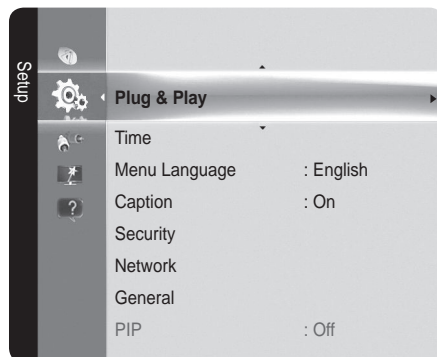 Setup
Plug & Play
Time
Menu Language : English
Caption : On
Security
Network
General
PIP : Off